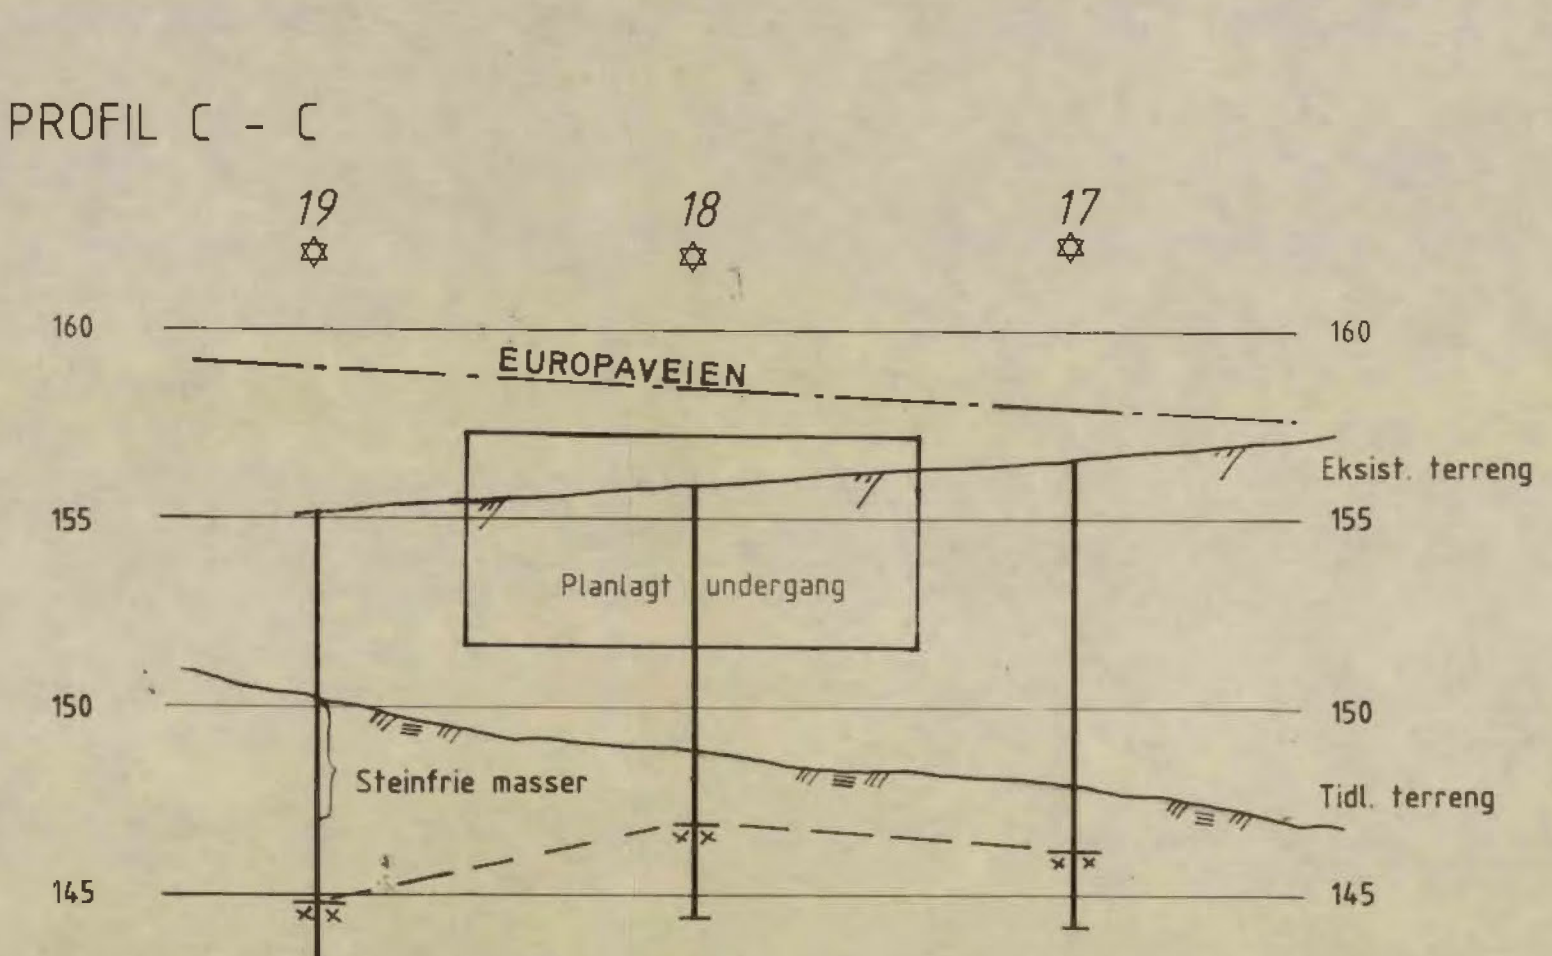 PROFIL C - C
19 18 17
160 160
EUROPAVEIEN
Eksist. terreng
155 155
Planlagt undergang
150 150
Steinfrie masser
Tidl. terreng
145 145